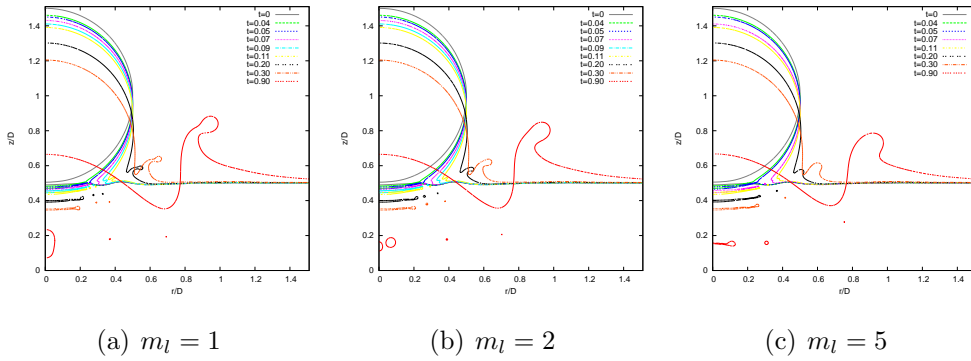 1.4
1.2
1
0.8
0.6
0.4
0.2
0
z/D
0 0.2 0.4 0.6 0.8 1 1.2 1.4
r/D
t=0
t=0.04
t=0.05
t=0.07
t=0.09
t=0.11
t=0.20
t=0.30
t=0.90
(a) m_l = 1
1.4
1.2
1
0.8
0.6
0.4
0.2
0
z/D
0 0.2 0.4 0.6 0.8 1 1.2 1.4
r/D
t=0
t=0.04
t=0.05
t=0.07
t=0.09
t=0.11
t=0.20
t=0.30
t=0.90
(b) m_l = 2
1.4
1.2
1
0.8
0.6
0.4
0.2
0
z/D
0 0.2 0.4 0.6 0.8 1 1.2 1.4
r/D
t=0
t=0.04
t=0.05
t=0.07
t=0.11
t=0.20
t=0.30
t=0.90
(c) m_l = 5